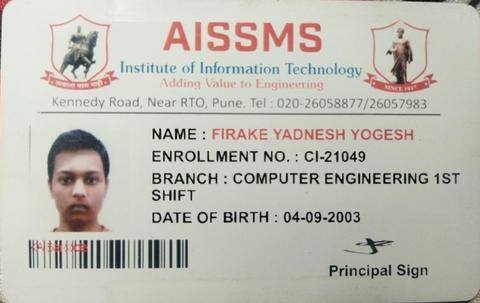 AISSMS
Institute of Information Technology
Adding Value to Engineering
Kennedy Road, Near RTO, Pune. Tel : 020-26058877/26057983
SINCE 1917
NAME : FIRAKE YADNESH YOGESH
ENROLLMENT NO. : CI-21049
BRANCH : COMPUTER ENGINEERING 1ST
SHIFT
DATE OF BIRTH : 04-09-2003
Principal Sign